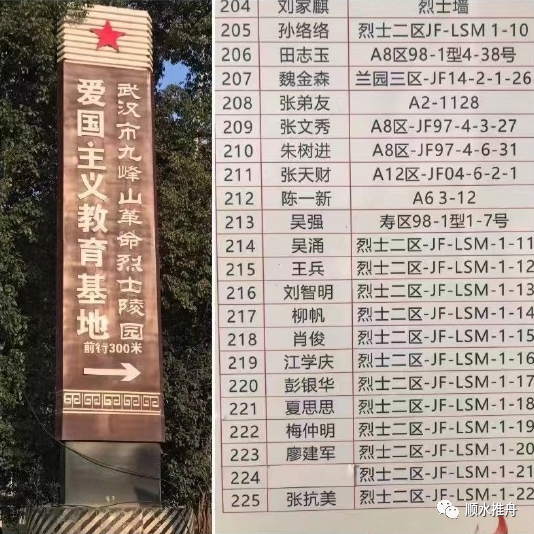 武汉市九峰山革命烈士陵园
爱国主义教育基地
前行300米
204 刘家麒 烈士墙
205 孙络络 烈士二区JF-LSM 1-10
206 田志玉 A8区98-1型4-38号
207 魏金森 兰园三区-JF14-2-1-26
208 张弟友 A2-1128
209 张文秀 A8区-JF97-4-3-27
210 朱树进 A8区-JF97-4-6-31
211 张天财 A12区-JF04-6-2-1
212 陈一新 A6 3-12
213 吴强 寿区98-1型1-7号
214 吴涌 烈士二区-JF-LSM-1-11
215 王兵 烈士二区-JF-LSM-1-12
216 刘智明 烈士二区-JF-LSM-1-13
217 柳帆 烈士二区-JF-LSM-1-14
218 肖俊 烈士二区-JF-LSM-1-15
219 江学庆 烈士二区-JF-LSM-1-16
220 彭银华 烈士二区-JF-LSM-1-17
221 夏思思 烈士二区-JF-LSM-1-18
222 梅仲明 烈士二区-JF-LSM-1-19
223 廖建军 烈士二区-JF-LSM-1-20
224 烈士二区-JF-LSM-1-21
225 张抗美 烈士二区-JF-LSM-1-22
顺水推舟